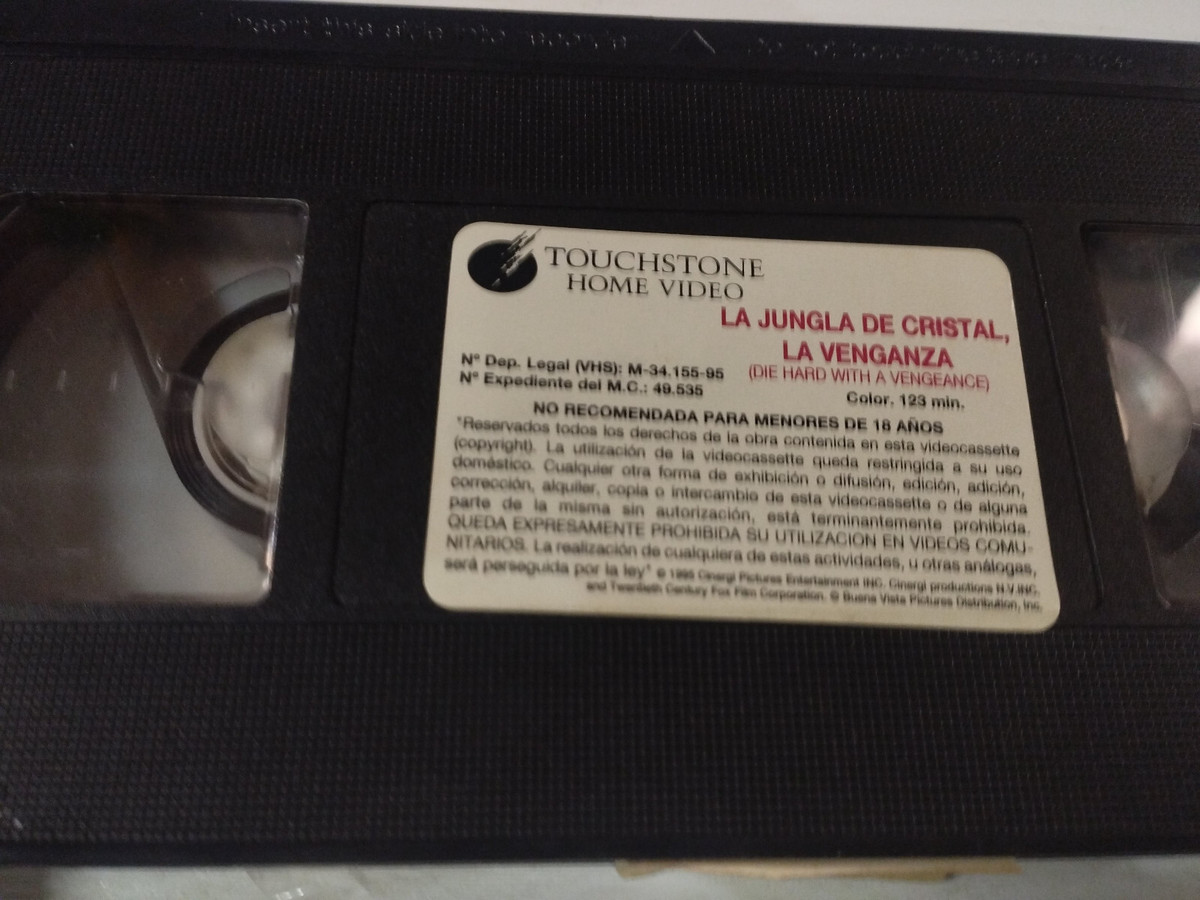 Insert this side into recorder
TOUCHSTONE
HOME VIDEO
LA JUNGLA DE CRISTAL,
LA VENGANZA
(DIE HARD WITH A VENGEANCE)
Nº Dep. Legal (VHS): M-34.155-95
Nº Expediente del M.C.: 49.535
Color. 123 min.
NO RECOMENDADA PARA MENORES DE 18 AÑOS
"Reservados todos los derechos de la obra contenida en esta videocassette
(copyright). La utilización de la videocassette queda restringida a su uso
doméstico. Cualquier otra forma de exhibición o difusión, edición, adición,
corrección, alquiler, copia o intercambio de esta videocassette o de alguna
parte de la misma sin autorización, está terminantemente prohibida.
QUEDA EXPRESAMENTE PROHIBIDA SU UTILIZACION EN VIDEOS COMU-
NITARIOS. La realización de cualquiera de estas actividades, u otras análogas,
será perseguida por la ley" © 1995 Cinergi Pictures Entertainment INC. Cinergi productions N.V.INC.
and Twentieth Century Fox Film Corporation. © Buena Vista Pictures Distribution, Inc.